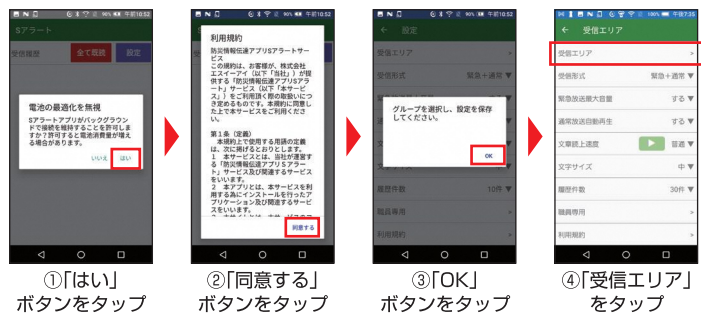 90% 午前10:52
Sアラート
受信履歴
全て既読
設定
電池の最適化を無視
Sアラートアプリがバックグラウン
ドで接続を維持することを許可しま
すか？許可すると電池消費量が増え
る場合があります。
いいえ
はい
①「はい」
ボタンをタップ
90% 午前10:52
利用規約
防災情報伝達アプリSアラートサー
ビス
この規約は、お客様が、株式会社
エスイーアイ（以下「当社」）が提
供する「防災情報伝達アプリSアラ
ート」サービス（以下「本サービ
ス」）をご利用頂く際の取扱いにつ
き定めるものです。本規約に同意し
た上で本サービスをご利用くださ
い。
第１条（定義）
本規約上で使用する用語の定義
は、次に掲げるとおりとします。
１　本サービスとは、当社が運営す
る「防災情報伝達アプリＳアラー
ト」サービス及び関連するサービス
をいいます。
２　本アプリとは、本サービスを利
用する為にインストールを行ったア
プリケーション及び関連するサービ
スをいいます。
同意する
②「同意する」
ボタンをタップ
90% 午前10:52
← 設定
受信エリア >
受信形式 緊急＋通常 ▼
グループを選択し、設定を保存
してください。
OK
履歴件数 10件 ▼
職員専用 >
利用規約 >
③「OK」
ボタンをタップ
100% 午後7:35
← 受信エリア
受信エリア >
受信形式 緊急＋通常 ▼
緊急放送最大音量 する ▼
通常放送自動再生 する ▼
文章読上速度 普通 ▼
文字サイズ 中 ▼
履歴件数 30件 ▼
職員専用 >
利用規約 >
④「受信エリア」
をタップ